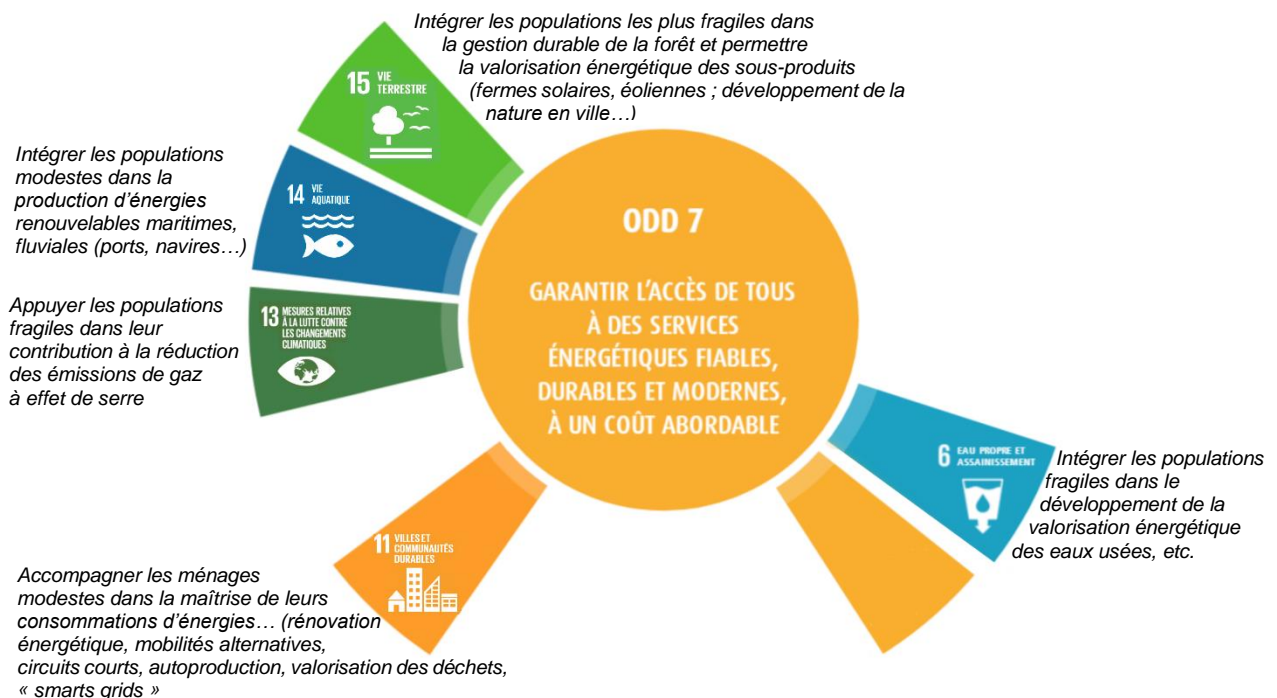 Intégrer les populations les plus fragiles dans
la gestion durable de la forêt et permettre
la valorisation énergétique des sous-produits
(fermes solaires, éoliennes ; développement de la
nature en ville…)
15 VIE
TERRESTRE
Intégrer les populations
modestes dans la
production d’énergies
renouvelables maritimes,
fluviales (ports, navires…)
14 VIE
AQUATIQUE
Appuyer les populations
fragiles dans leur
contribution à la réduction
des émissions de gaz
à effet de serre
13 MESURES RELATIVES
À LA LUTTE CONTRE
LES CHANGEMENTS
CLIMATIQUES
ODD 7
GARANTIR L’ACCÈS DE TOUS
À DES SERVICES
ÉNERGÉTIQUES FIABLES,
DURABLES ET MODERNES,
À UN COÛT ABORDABLE
6 EAU PROPRE ET
ASSAINISSEMENT
Intégrer les populations
fragiles dans le
développement de la
valorisation énergétique
des eaux usées, etc.
11 VILLES ET
COMMUNAUTÉS
DURABLES
Accompagner les ménages
modestes dans la maîtrise de leurs
consommations d’énergies… (rénovation
énergétique, mobilités alternatives,
circuits courts, autoproduction, valorisation des déchets,
« smarts grids »